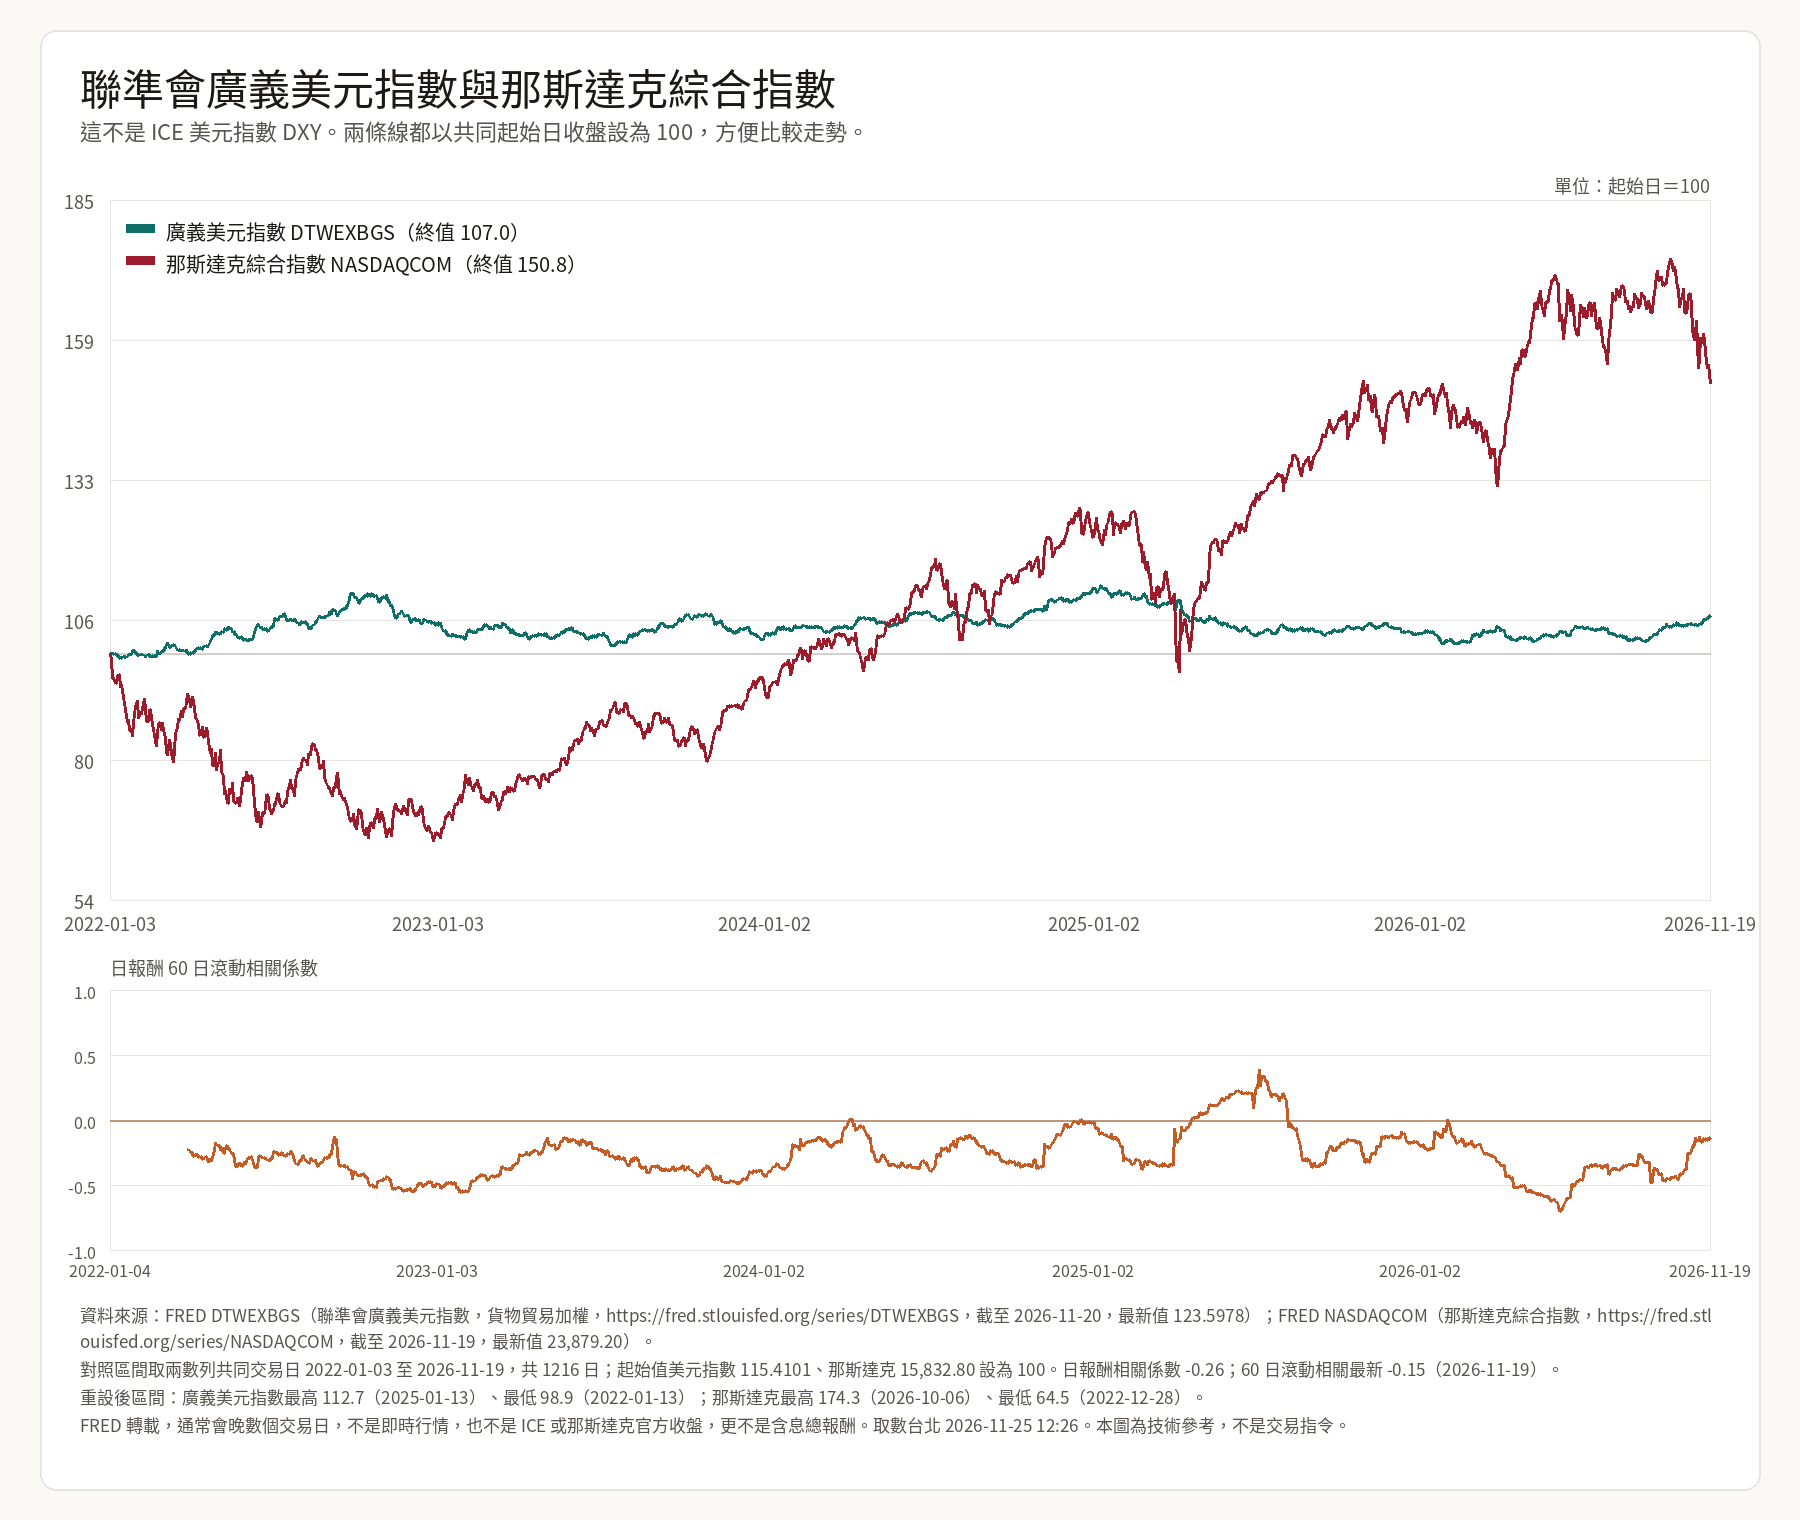 聯準會廣義美元指數與那斯達克綜合指數
這不是 ICE 美元指數 DXY。兩條線都以共同起始日收盤設為 100，方便比較走勢。
單位：起始日＝100
185
廣義美元指數 DTWEXBGS（終值 107.0）
那斯達克綜合指數 NASDAQCOM（終值 150.8）
159
133
106
80
54
2022-01-03 2023-01-03 2024-01-02 2025-01-02 2026-01-02 2026-11-19
日報酬 60 日滾動相關係數
1.0
0.5
0.0
-0.5
-1.0
2022-01-04 2023-01-03 2024-01-02 2025-01-02 2026-01-02 2026-11-19
資料來源：FRED DTWEXBGS（聯準會廣義美元指數，貨物貿易加權，https://fred.stlouisfed.org/series/DTWEXBGS，截至 2026-11-20，最新值 123.5978）；FRED NASDAQCOM（那斯達克綜合指數，https://fred.stl
ouisfed.org/series/NASDAQCOM，截至 2026-11-19，最新值 23,879.20）。
對照區間取兩數列共同交易日 2022-01-03 至 2026-11-19，共 1216 日；起始值美元指數 115.4101、那斯達克 15,832.80 設為 100。日報酬相關係數 -0.26；60 日滾動相關最新 -0.15（2026-11-19）。
重設後區間：廣義美元指數最高 112.7（2025-01-13）、最低 98.9（2022-01-13）；那斯達克最高 174.3（2026-10-06）、最低 64.5（2022-12-28）。
FRED 轉載，通常會晚數個交易日，不是即時行情，也不是 ICE 或那斯達克官方收盤，更不是含息總報酬。取數台北 2026-11-25 12:26。本圖為技術參考，不是交易指令。